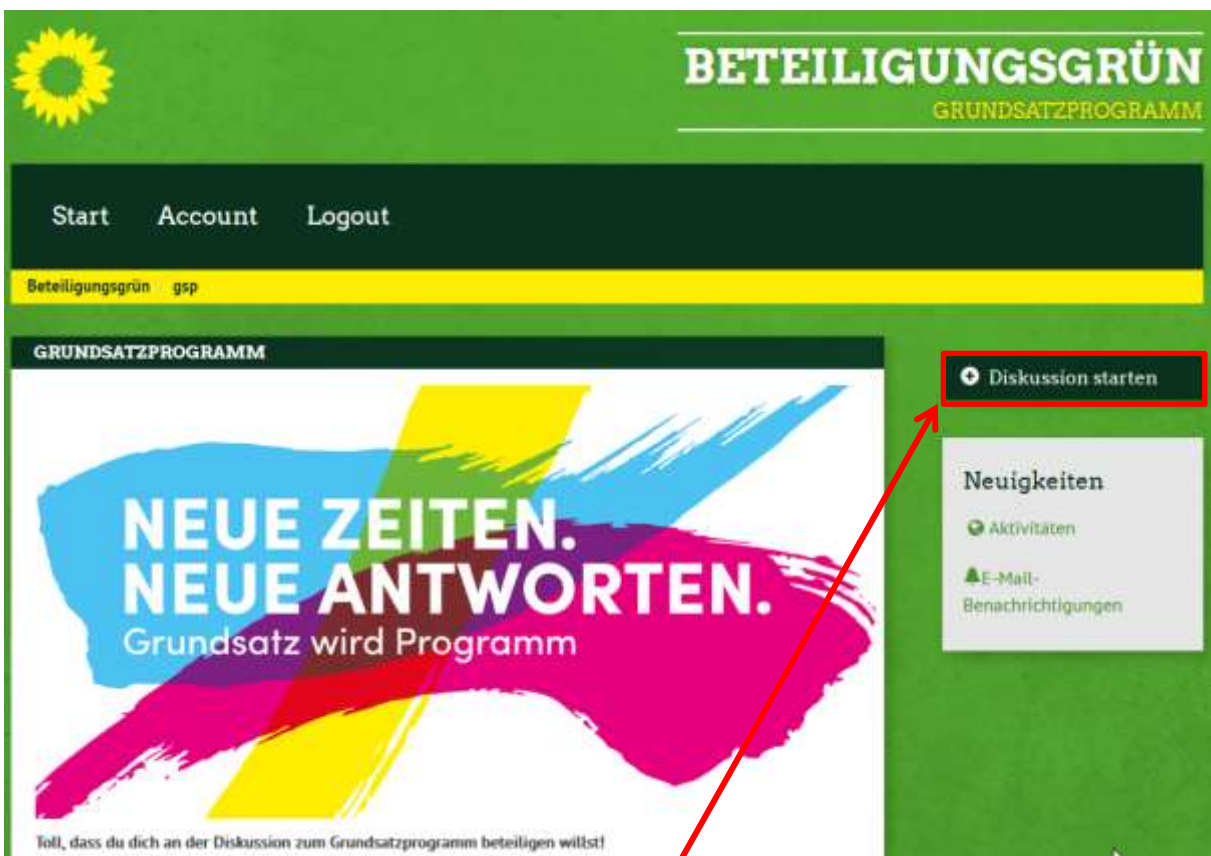 BETEILIGUNGSGRÜN
GRUNDSATZPROGRAMM
Start Account Logout
Beteiligungsgrün gsp
GRUNDSATZPROGRAMM
NEUE ZEITEN.
NEUE ANTWORTEN.
Grundsatz wird Programm
Toll, dass du dich an der Diskussion zum Grundsatzprogramm beteiligen willst!
Diskussion starten
Neuigkeiten
Aktivitäten
E-Mail-
Benachrichtigungen